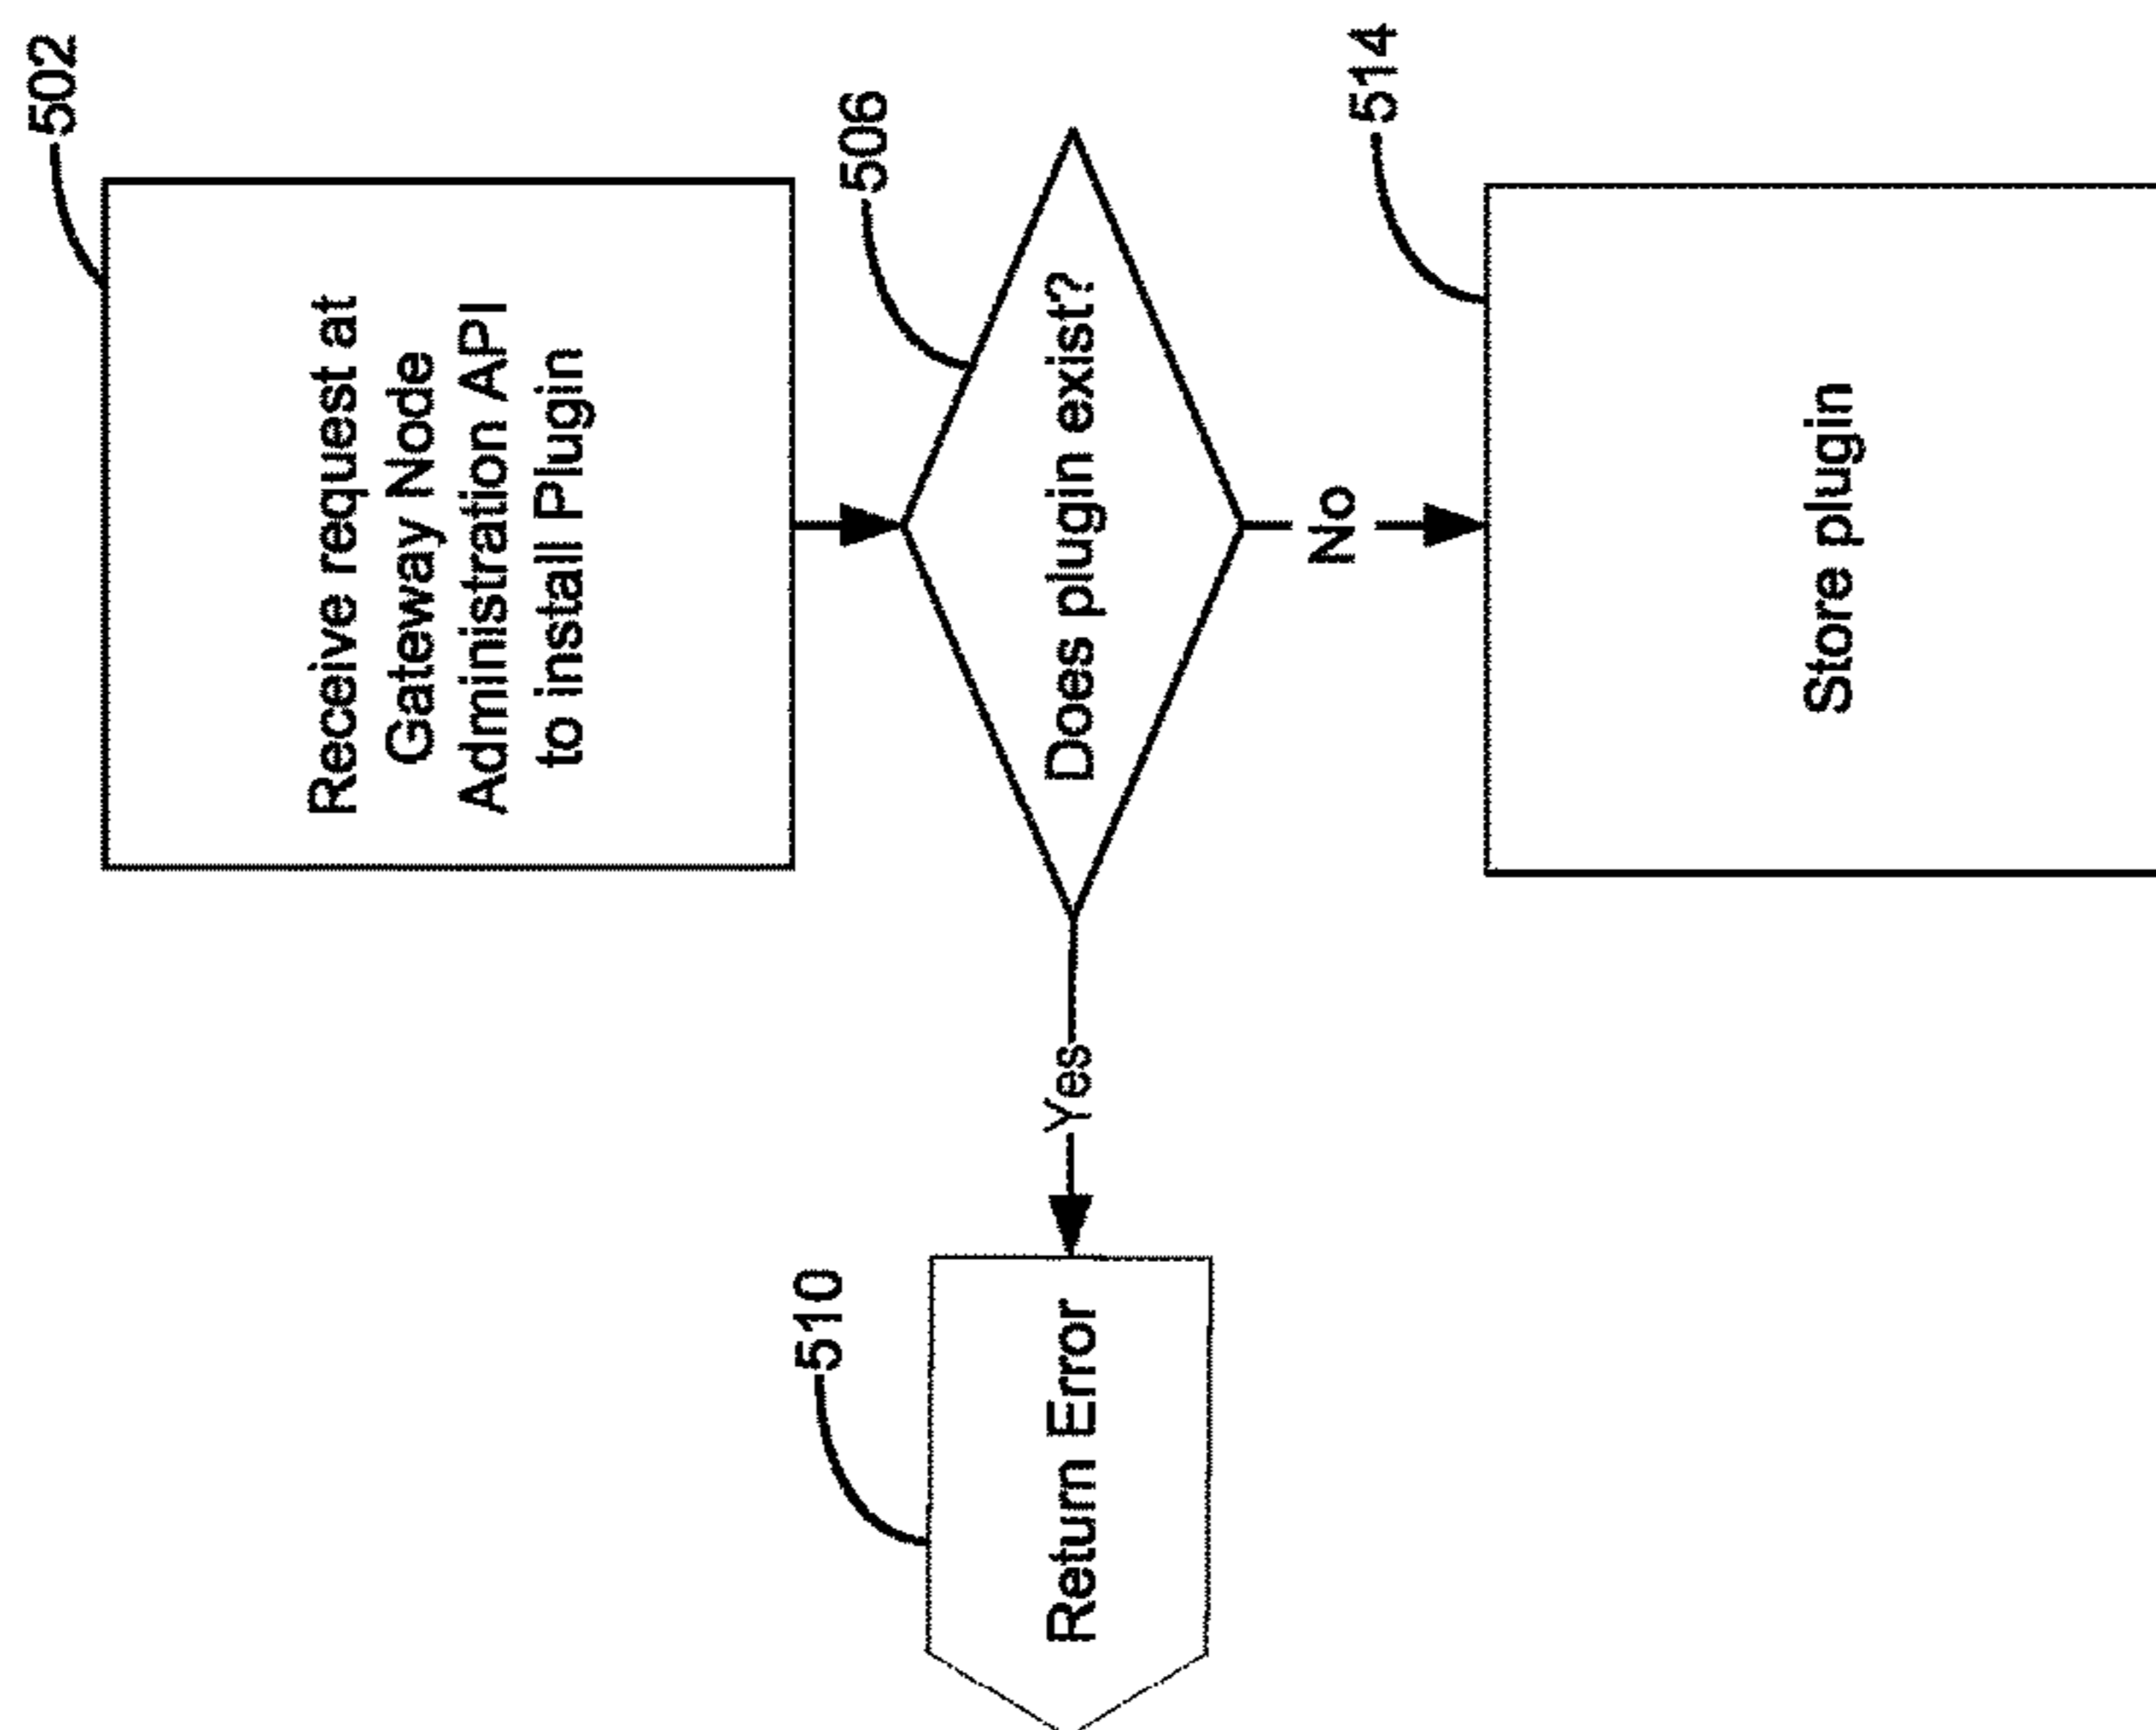 502
Receive request at
Gateway Node
Administration API
to install Plugin
506
Does plugin exist?
Yes
510
Return Error
No
514
Store plugin